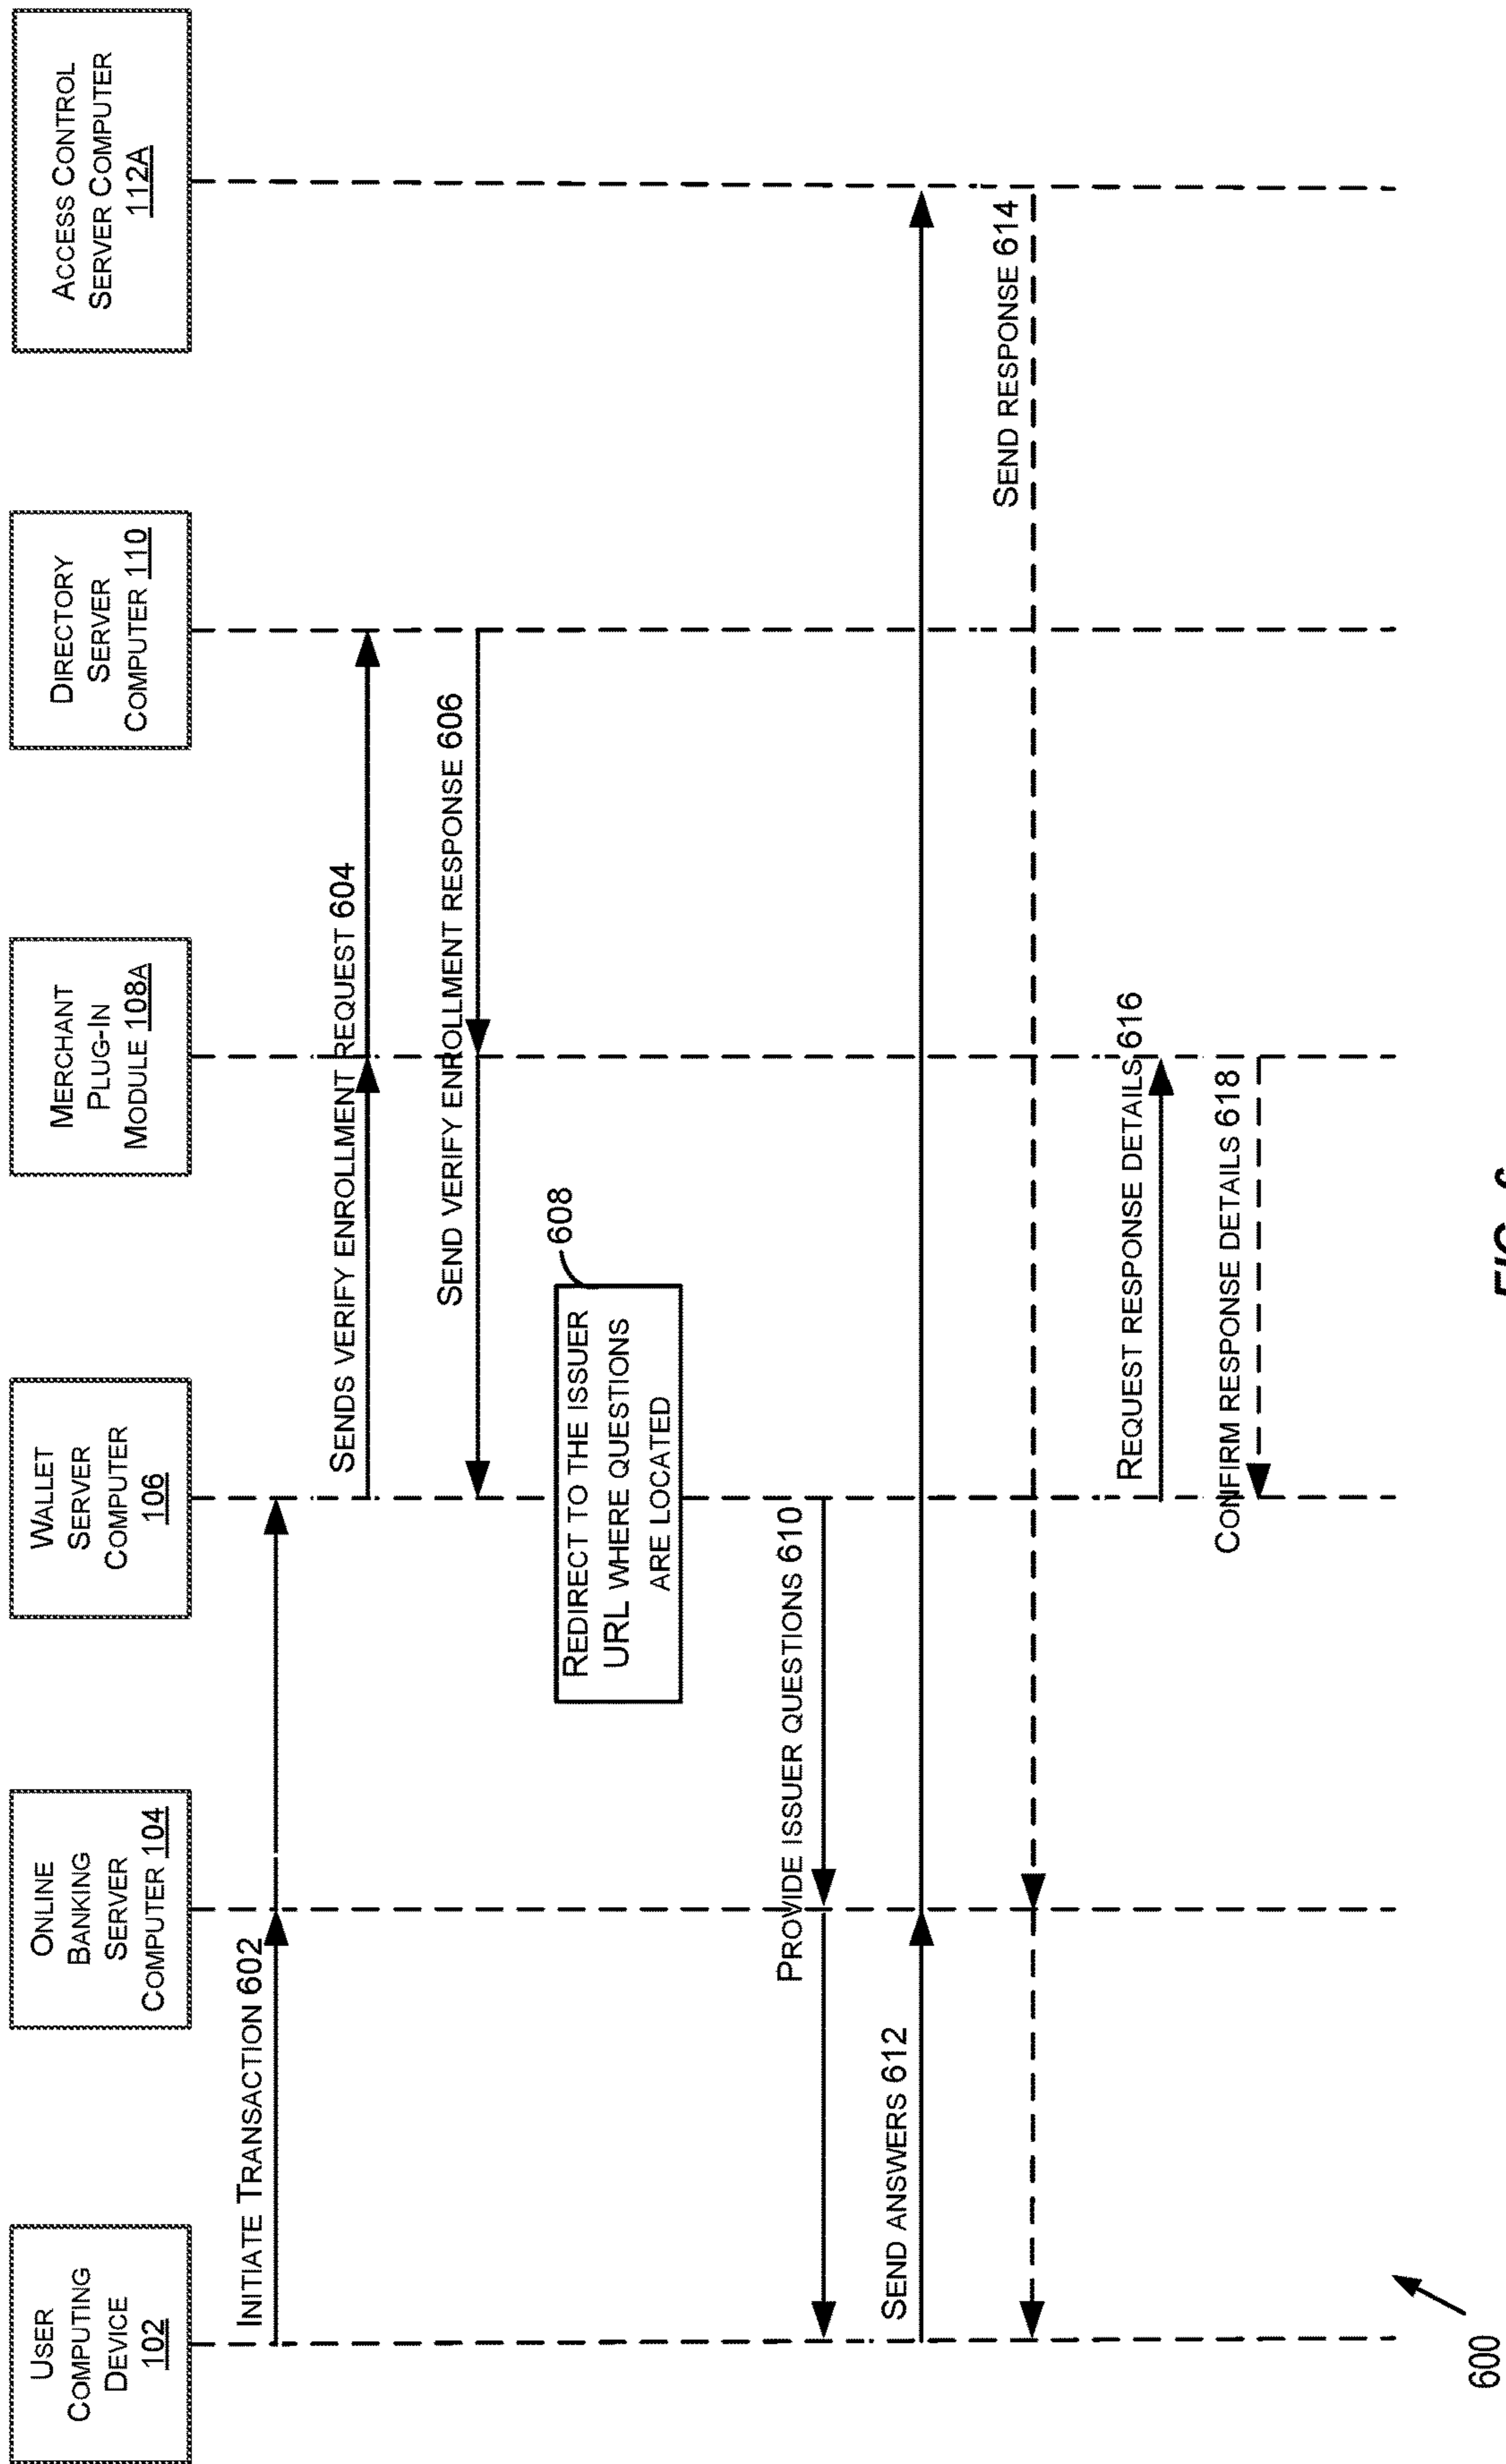 USER
COMPUTING
DEVICE
102
ONLINE
BANKING
SERVER
COMPUTER 104
WALLET
SERVER
COMPUTER
106
MERCHANT
PLUG-IN
MODULE 108A
DIRECTORY
SERVER
COMPUTER 110
ACCESS CONTROL
SERVER COMPUTER
112A
INITIATE TRANSACTION 602
SENDS VERIFY ENROLLMENT REQUEST 604
SEND VERIFY ENROLLMENT RESPONSE 606
608
REDIRECT TO THE ISSUER
URL WHERE QUESTIONS
ARE LOCATED
PROVIDE ISSUER QUESTIONS 610
SEND ANSWERS 612
SEND RESPONSE 614
REQUEST RESPONSE DETAILS 616
CONFIRM RESPONSE DETAILS 618
600
FIG. 6